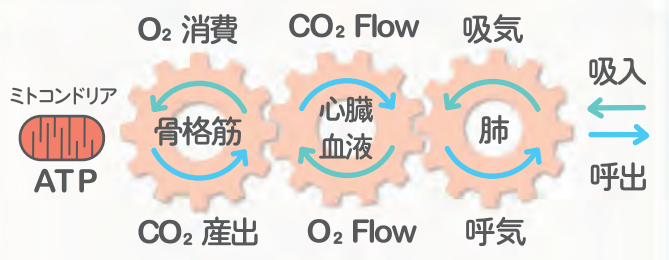 O₂ 消費
CO₂ Flow
吸気
ミトコンドリア
ATP
骨格筋
心臓
血液
肺
吸入
呼出
CO₂ 産出
O₂ Flow
呼気